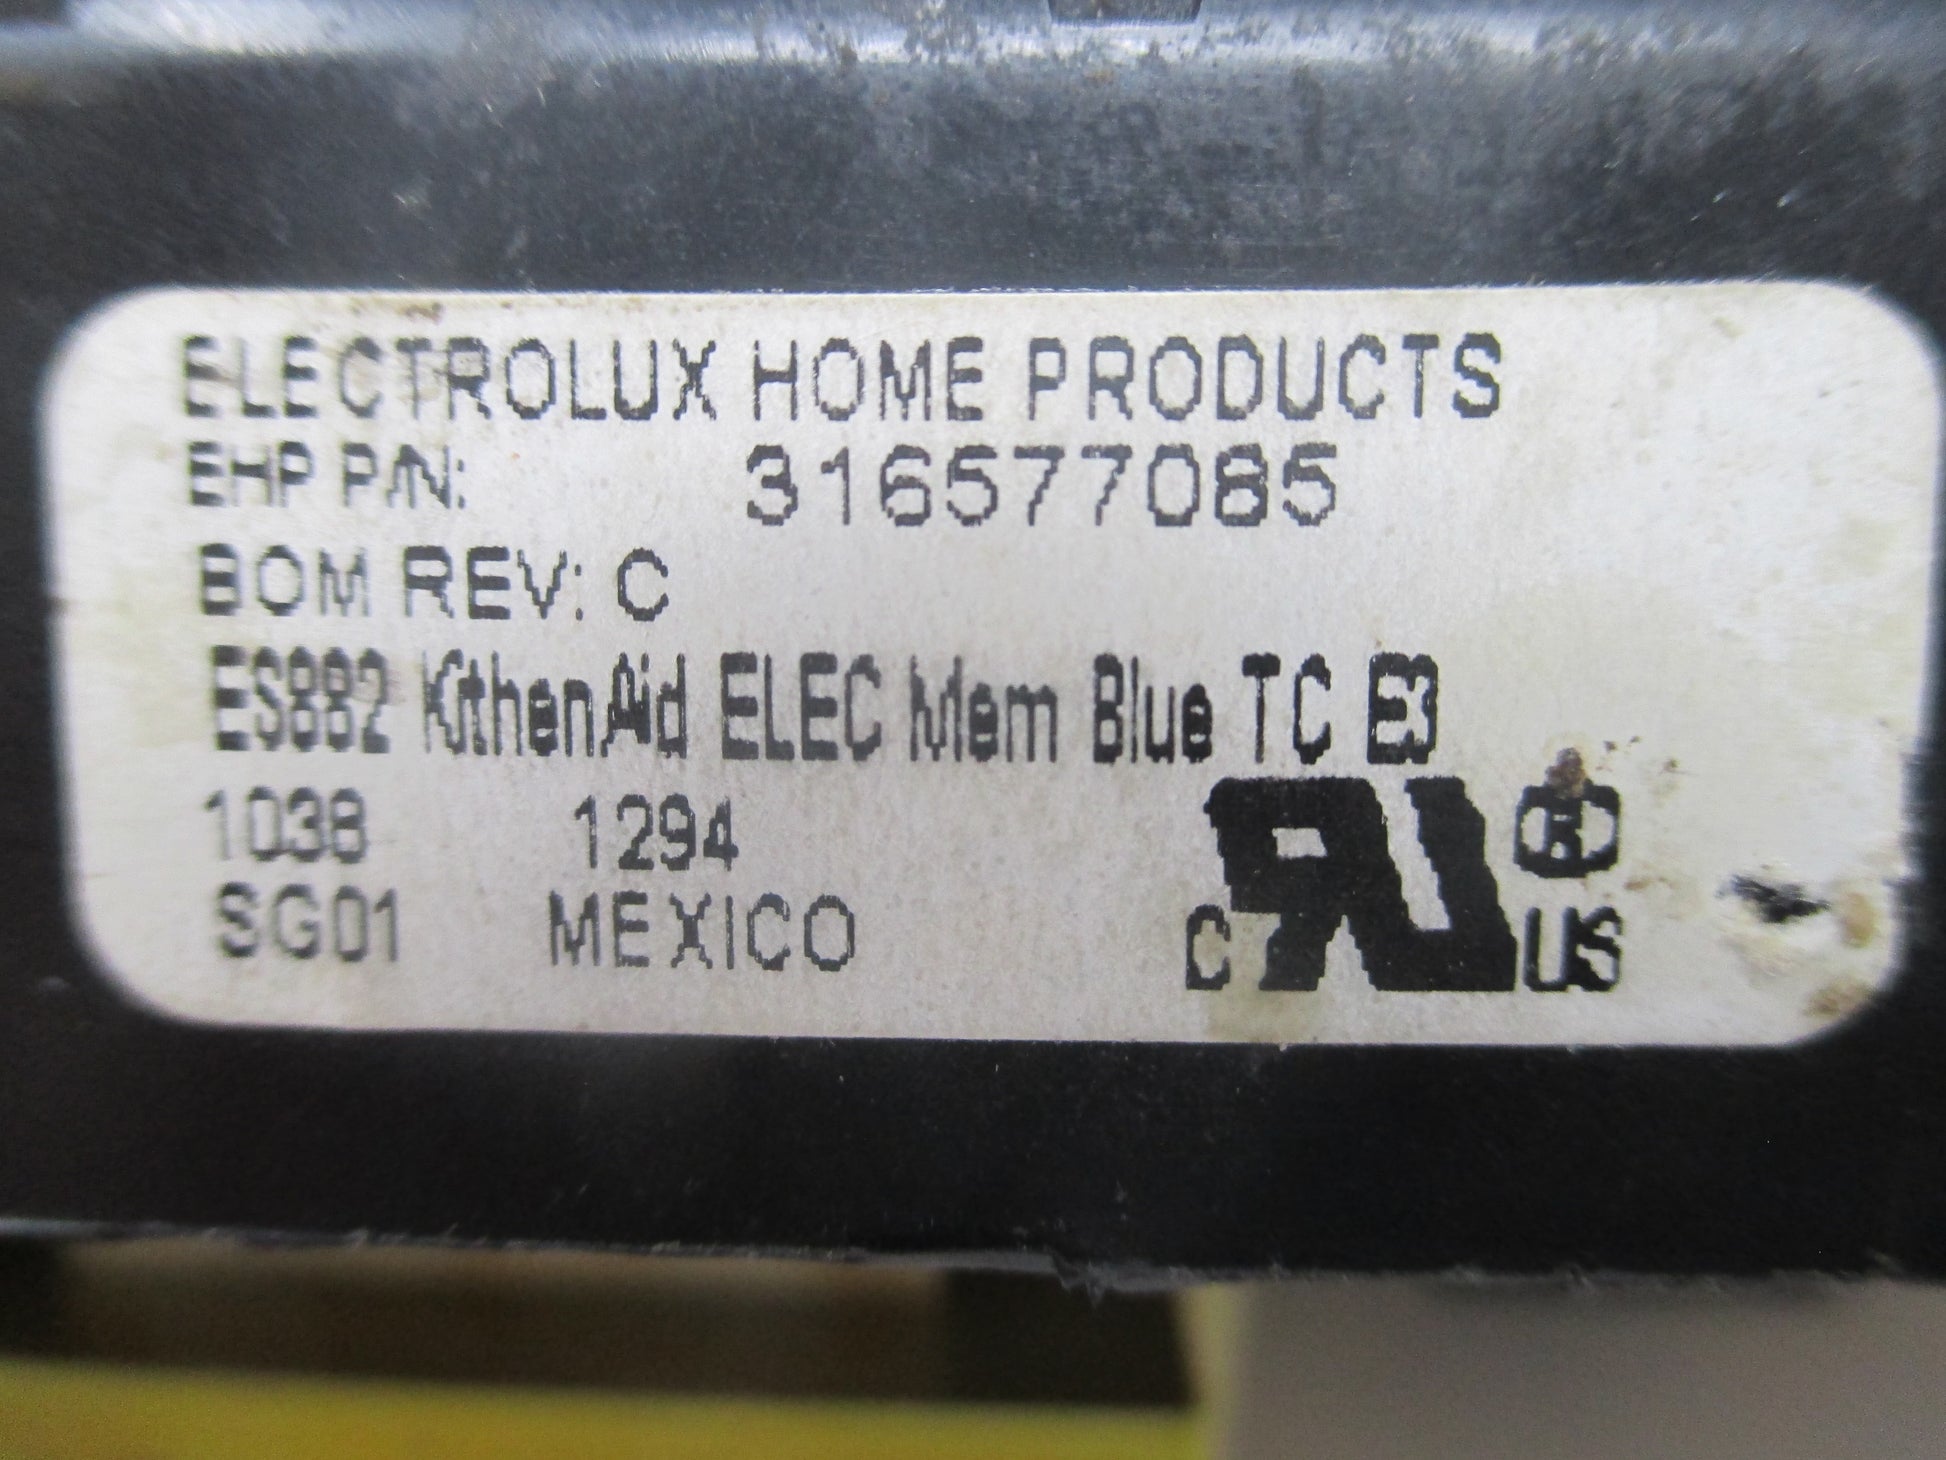 ELECTROLUX HOME PRODUCTS
EHP P/N: 316577085
BOM REV: C
ES882 KithenAid ELEC Mem Blue TC E3
1038 1294
SG01 MEXICO
C RU US
R